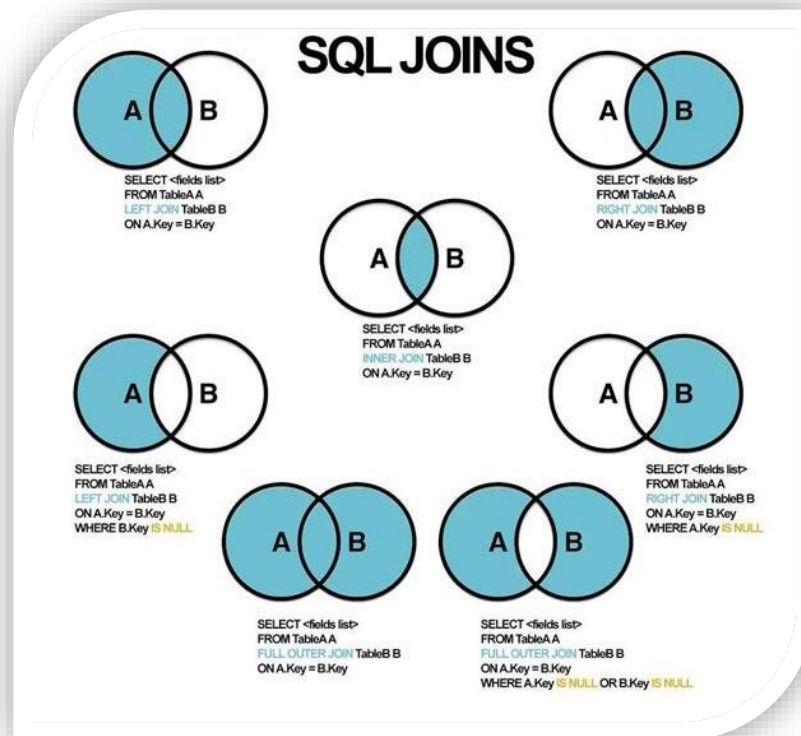 SQL JOINS
A B
SELECT <fields list>
FROM TableA A
LEFT JOIN TableB B
ON A.Key = B.Key
A B
SELECT <fields list>
FROM TableA A
RIGHT JOIN TableB B
ON A.Key = B.Key
A B
SELECT <fields list>
FROM TableA A
INNER JOIN TableB B
ON A.Key = B.Key
A B
SELECT <fields list>
FROM TableA A
LEFT JOIN TableB B
ON A.Key = B.Key
WHERE B.Key IS NULL
A B
SELECT <fields list>
FROM TableA A
RIGHT JOIN TableB B
ON A.Key = B.Key
WHERE A.Key IS NULL
A B
SELECT <fields list>
FROM TableA A
FULL OUTER JOIN TableB B
ON A.Key = B.Key
A B
SELECT <fields list>
FROM TableA A
FULL OUTER JOIN TableB B
ON A.Key = B.Key
WHERE A.Key IS NULL OR B.Key IS NULL